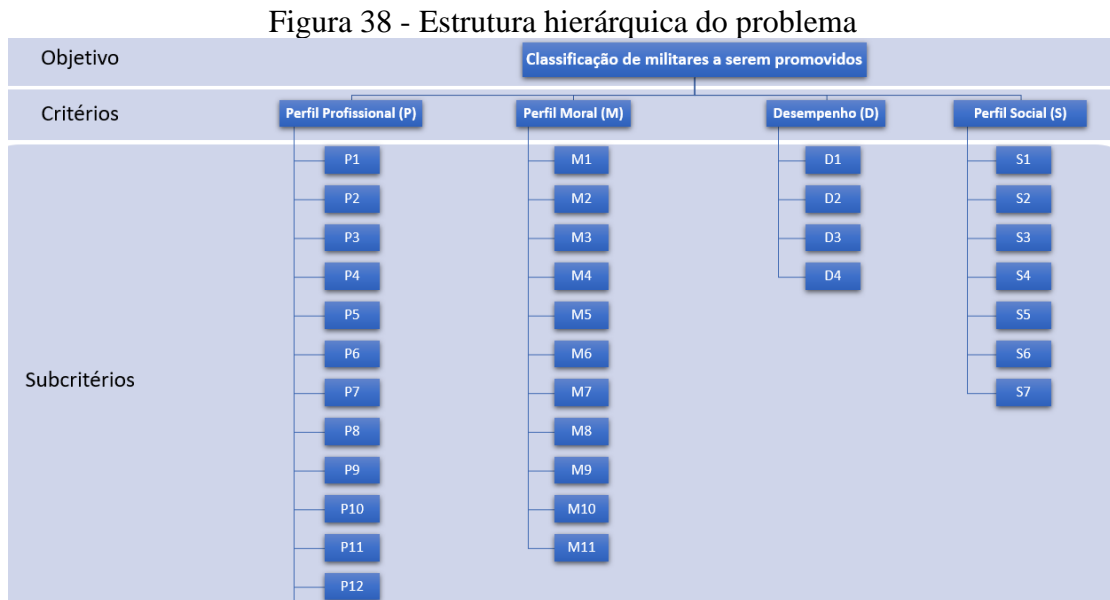 Figura 38 - Estrutura hierárquica do problema
Objetivo
Classificação de militares a serem promovidos
Critérios
Perfil Profissional (P)
Perfil Moral (M)
Desempenho (D)
Perfil Social (S)
Subcritérios
P1
P2
P3
P4
P5
P6
P7
P8
P9
P10
P11
P12
M1
M2
M3
M4
M5
M6
M7
M8
M9
M10
M11
D1
D2
D3
D4
S1
S2
S3
S4
S5
S6
S7